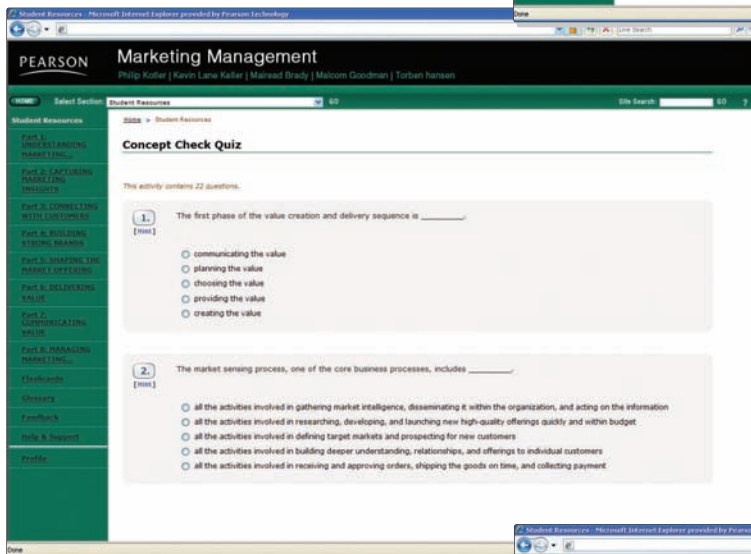 Student Resources - Microsoft Internet Explorer provided by Pearson Technology
Done
Live Search
PEARSON
Marketing Management
Philip Kotler | Kevin Lane Keller | Mairead Brady | Malcom Goodman | Torben hansen
HOME
Select Section:
Student Resources
GO
Site Search:
GO
?
Student Resources
Part 1:
UNDERSTANDING
MARKETING...
Part 2: CAPTURING
MARKETING
INSIGHTS
Part 3: CONNECTING
WITH CUSTOMERS
Part 4: BUILDING
STRONG BRANDS
Part 5: SHAPING THE
MARKET OFFERING
Part 6: DELIVERING
VALUE
Part 7:
COMMUNICATING
VALUE
Part 8: MANAGING
MARKETING...
Flashcards
Glossary
Feedback
Help & Support
Profile
Home > Student Resources
Concept Check Quiz
This activity contains 22 questions.
1.
[Hint]
The first phase of the value creation and delivery sequence is ________.
communicating the value
planning the value
choosing the value
providing the value
creating the value
2.
[Hint]
The market sensing process, one of the core business processes, includes ________.
all the activities involved in gathering market intelligence, disseminating it within the organization, and acting on the information
all the activities involved in researching, developing, and launching new high-quality offerings quickly and within budget
all the activities involved in defining target markets and prospecting for new customers
all the activities involved in building deeper understanding, relationships, and offerings to individual customers
all the activities involved in receiving and approving orders, shipping the goods on time, and collecting payment
Done
Student Resources - Microsoft Internet Explorer provided by Pearson